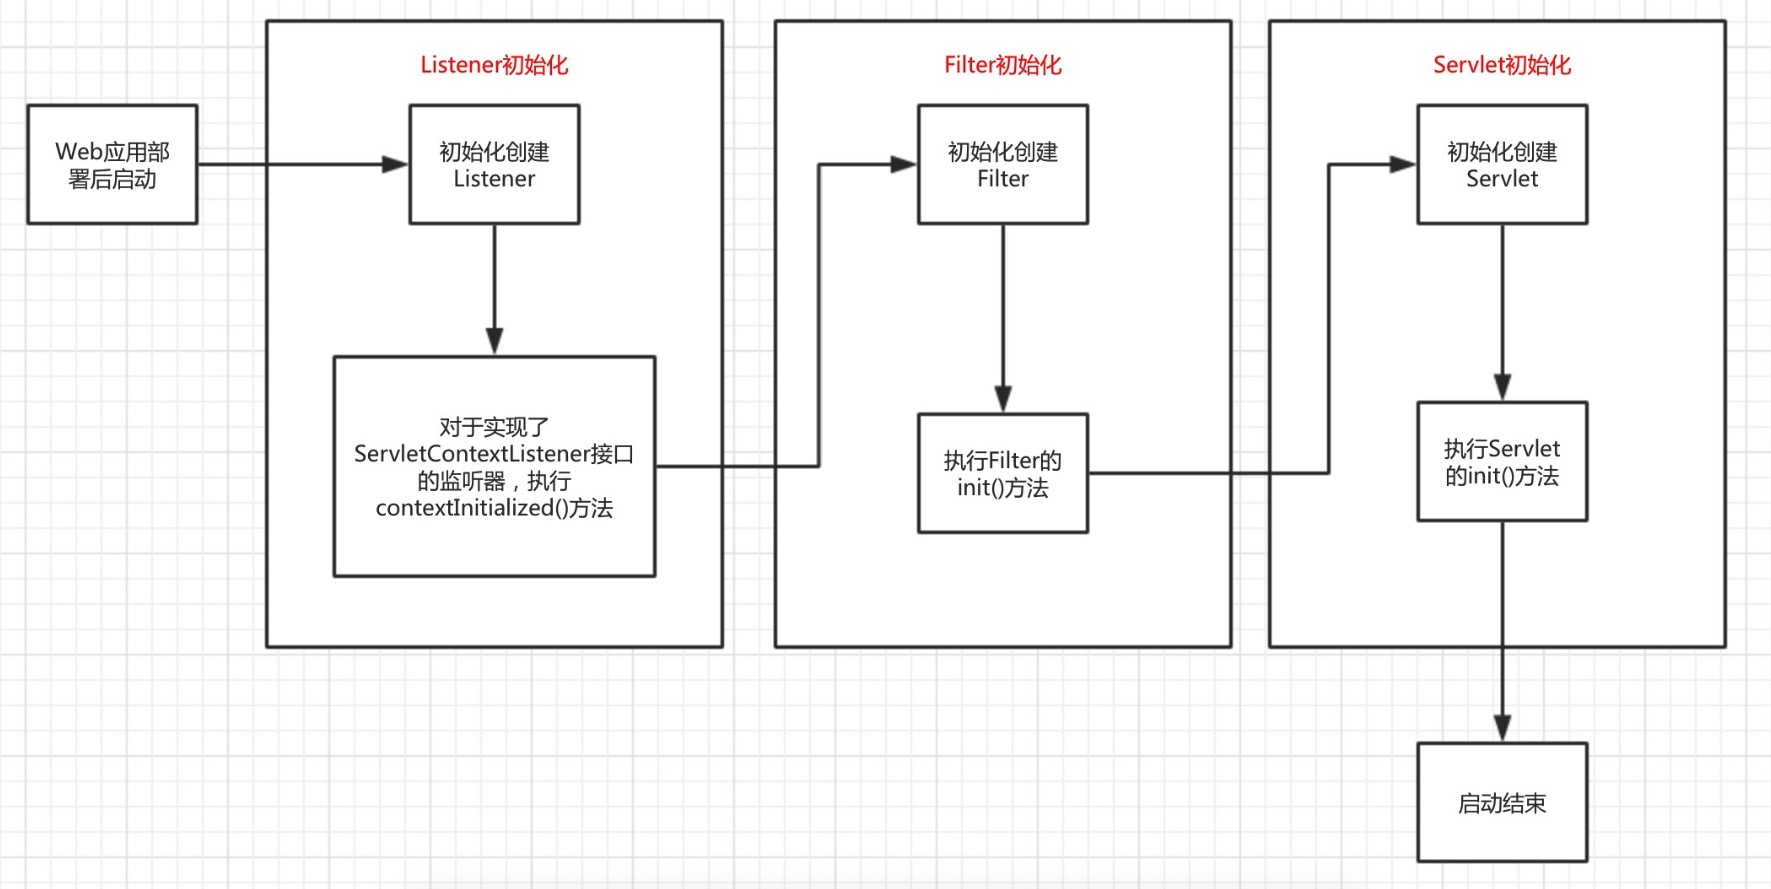 Web应用部
署后启动
Listener初始化
初始化创建
Listener
对于实现了
ServletContextListener接口
的监听器，执行
contextInitialized()方法
Filter初始化
初始化创建
Filter
执行Filter的
init()方法
Servlet初始化
初始化创建
Servlet
执行Servlet
的init()方法
启动结束